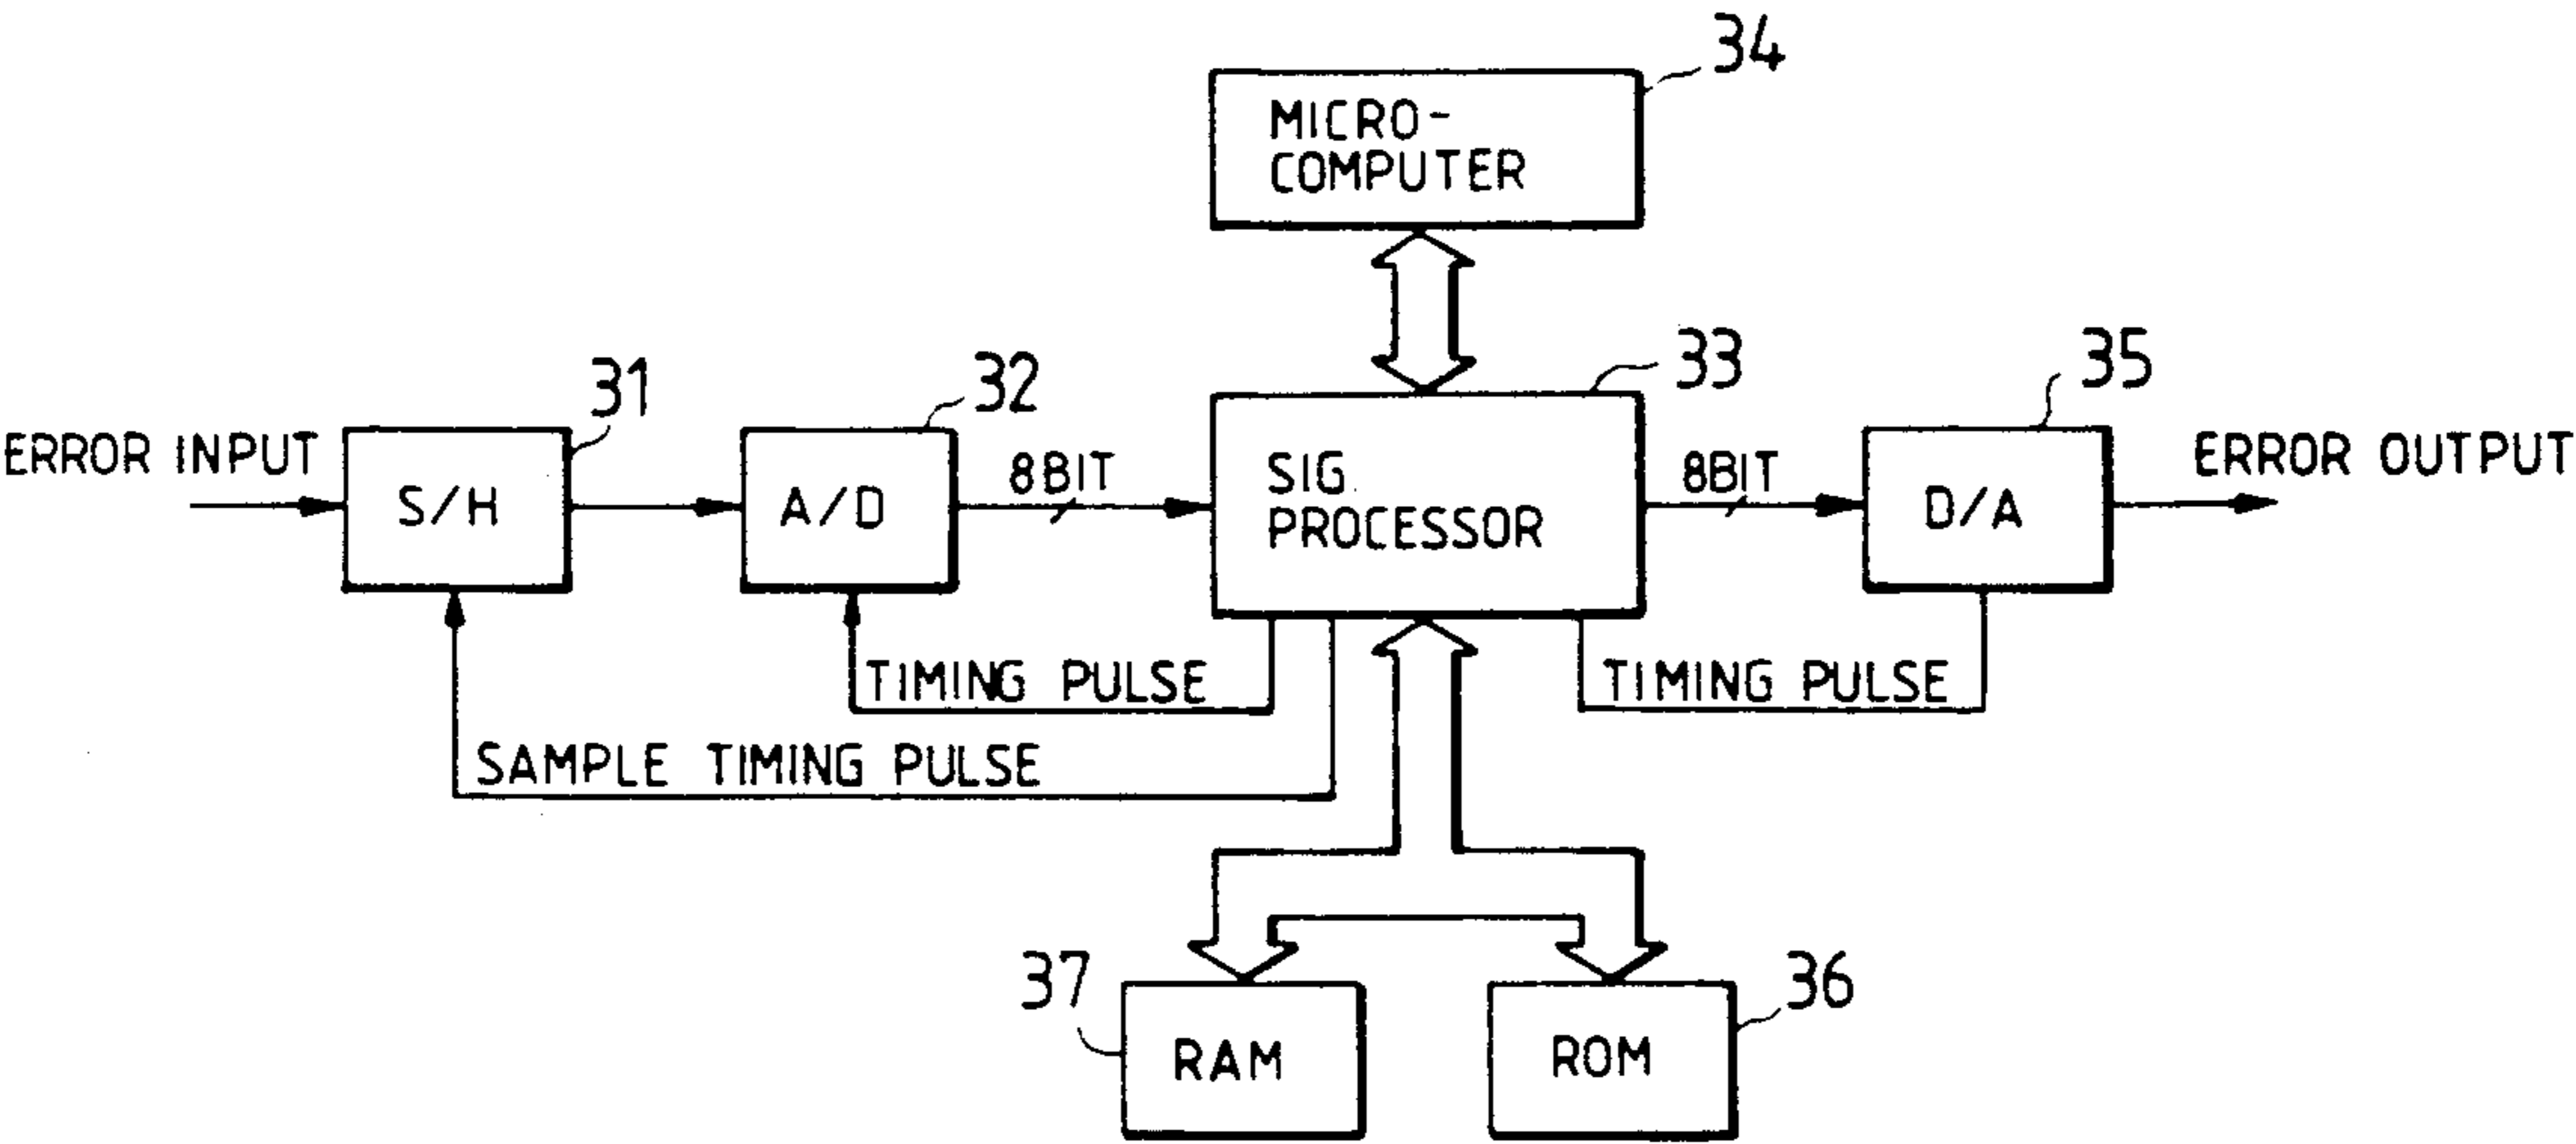 34
MICRO-
COMPUTER
33
35
31
32
ERROR INPUT
S/H
A/D
8BIT
SIG.
PROCESSOR
8BIT
D/A
ERROR OUTPUT
TIMING PULSE
TIMING PULSE
SAMPLE TIMING PULSE
37
36
RAM
ROM